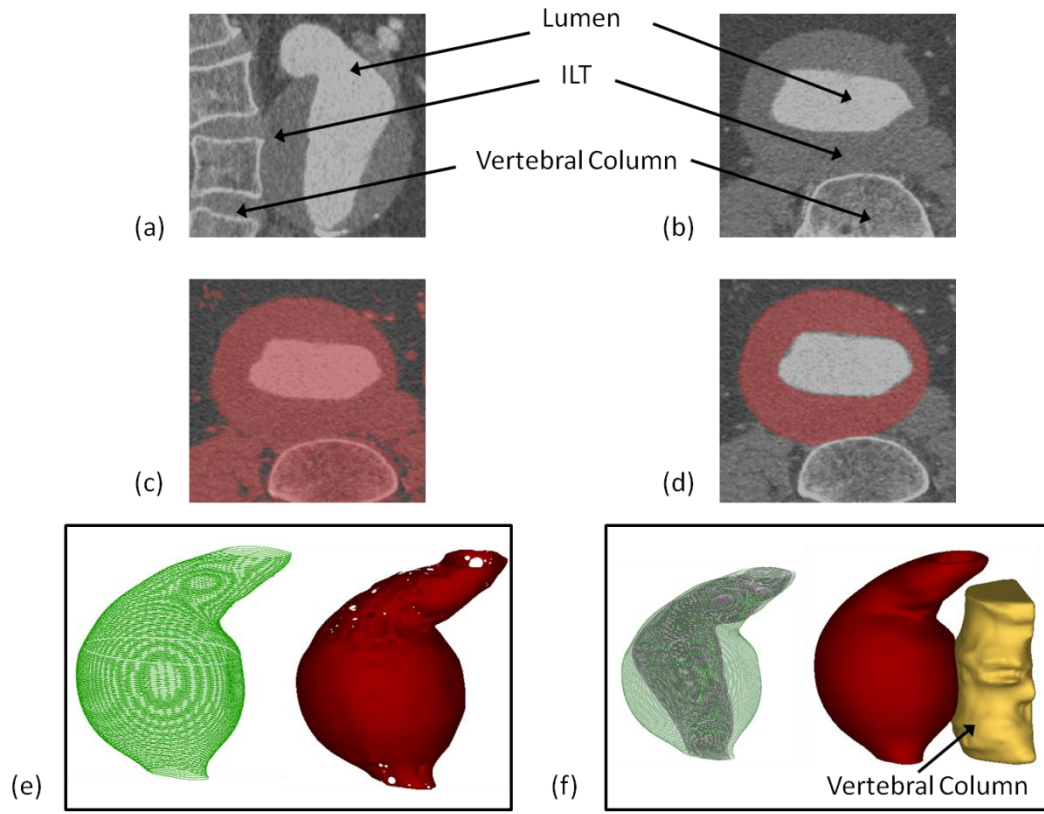 Lumen
ILT
Vertebral Column
(a)
(b)
(c)
(d)
(e)
(f)
Vertebral Column